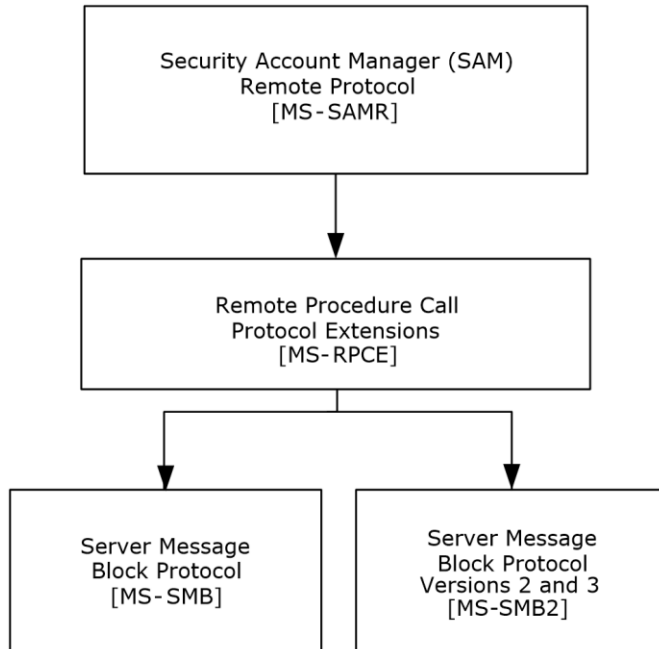 Security Account Manager (SAM)
Remote Protocol
[MS-SAMR]
Remote Procedure Call
Protocol Extensions
[MS-RPCE]
Server Message
Block Protocol
[MS-SMB]
Server Message
Block Protocol
Versions 2 and 3
[MS-SMB2]